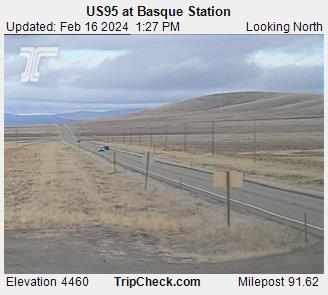 US95 at Basque Station
Updated: Feb 16 2024 1:27 PM Looking North
Elevation 4460 TripCheck.com Milepost 91.62